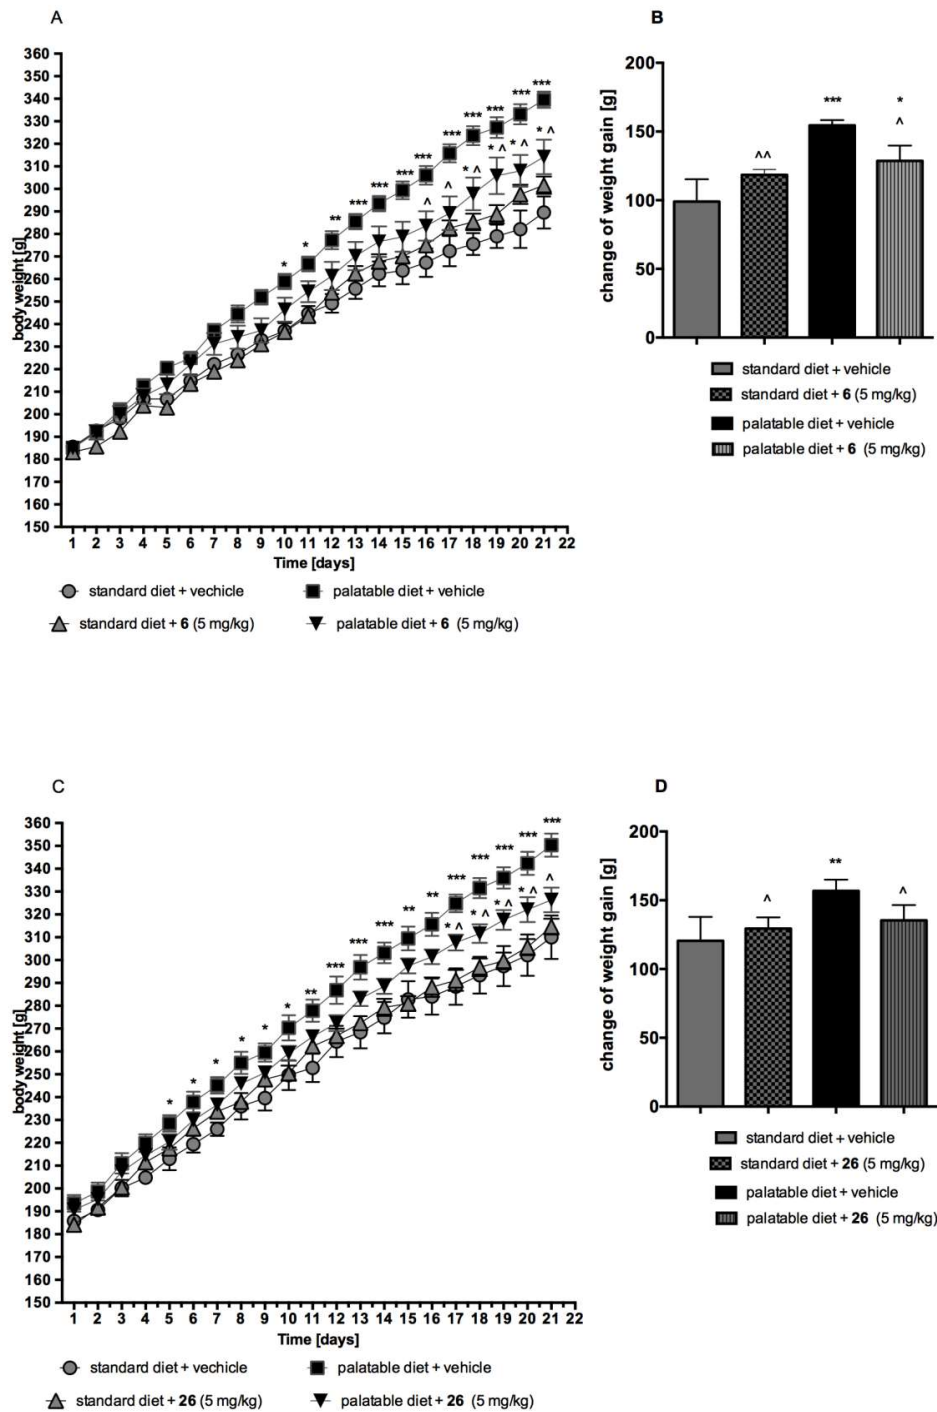 A
360
350
340
330
320
310
300
290
280
270
260
250
240
230
220
210
200
190
180
170
160
150
body weight [g]
* * ** *** *** *** *** *** *** *** *** ***
^ ^ * ^ * ^ * ^ * ^
1 2 3 4 5 6 7 8 9 10 11 12 13 14 15 16 17 18 19 20 21 22
Time [days]
standard diet + vechicle
palatable diet + vehicle
standard diet + 6 (5 mg/kg)
palatable diet + 6 (5 mg/kg)
B
200
150
100
50
0
change of weight gain [g]
^^
***
*
^
standard diet + vehicle
standard diet + 6 (5 mg/kg)
palatable diet + vehicle
palatable diet + 6 (5 mg/kg)
C
360
350
340
330
320
310
300
290
280
270
260
250
240
230
220
210
200
190
180
170
160
150
body weight [g]
* * * * * * ** *** *** *** ** ** *** *** *** *** ***
* ^ * ^ * ^ * ^ ^
1 2 3 4 5 6 7 8 9 10 11 12 13 14 15 16 17 18 19 20 21 22
Time [days]
standard diet + vechicle
palatable diet + vehicle
standard diet + 26 (5 mg/kg)
palatable diet + 26 (5 mg/kg)
D
200
150
100
50
0
change of weight gain [g]
^
**
^
standard diet + vehicle
standard diet + 26 (5 mg/kg)
palatable diet + vehicle
palatable diet + 26 (5 mg/kg)